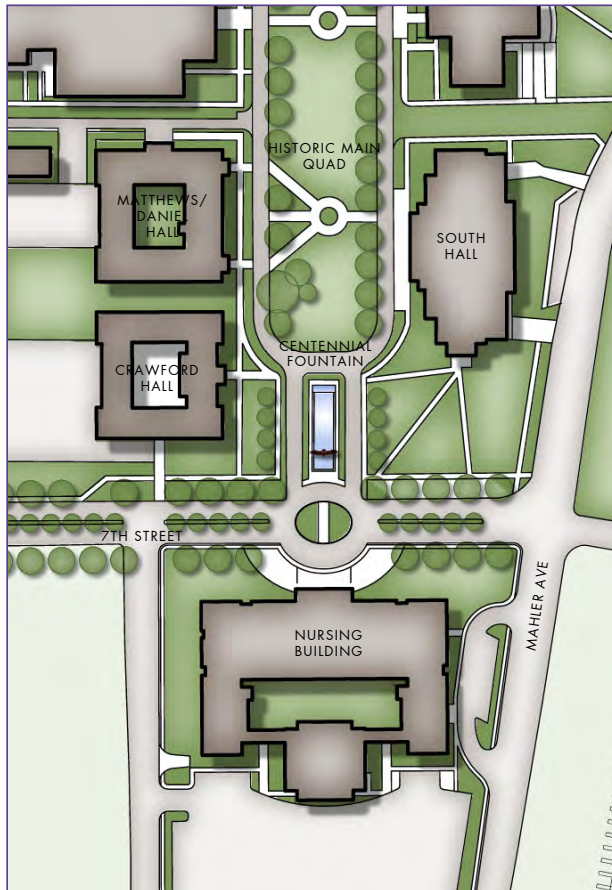 HISTORIC MAIN
QUAD
MATTHEWS/
DANIEL
HALL
SOUTH
HALL
CENTENNIAL
FOUNTAIN
CRAWFORD
HALL
7TH STREET
NURSING
BUILDING
MAHLER AVE